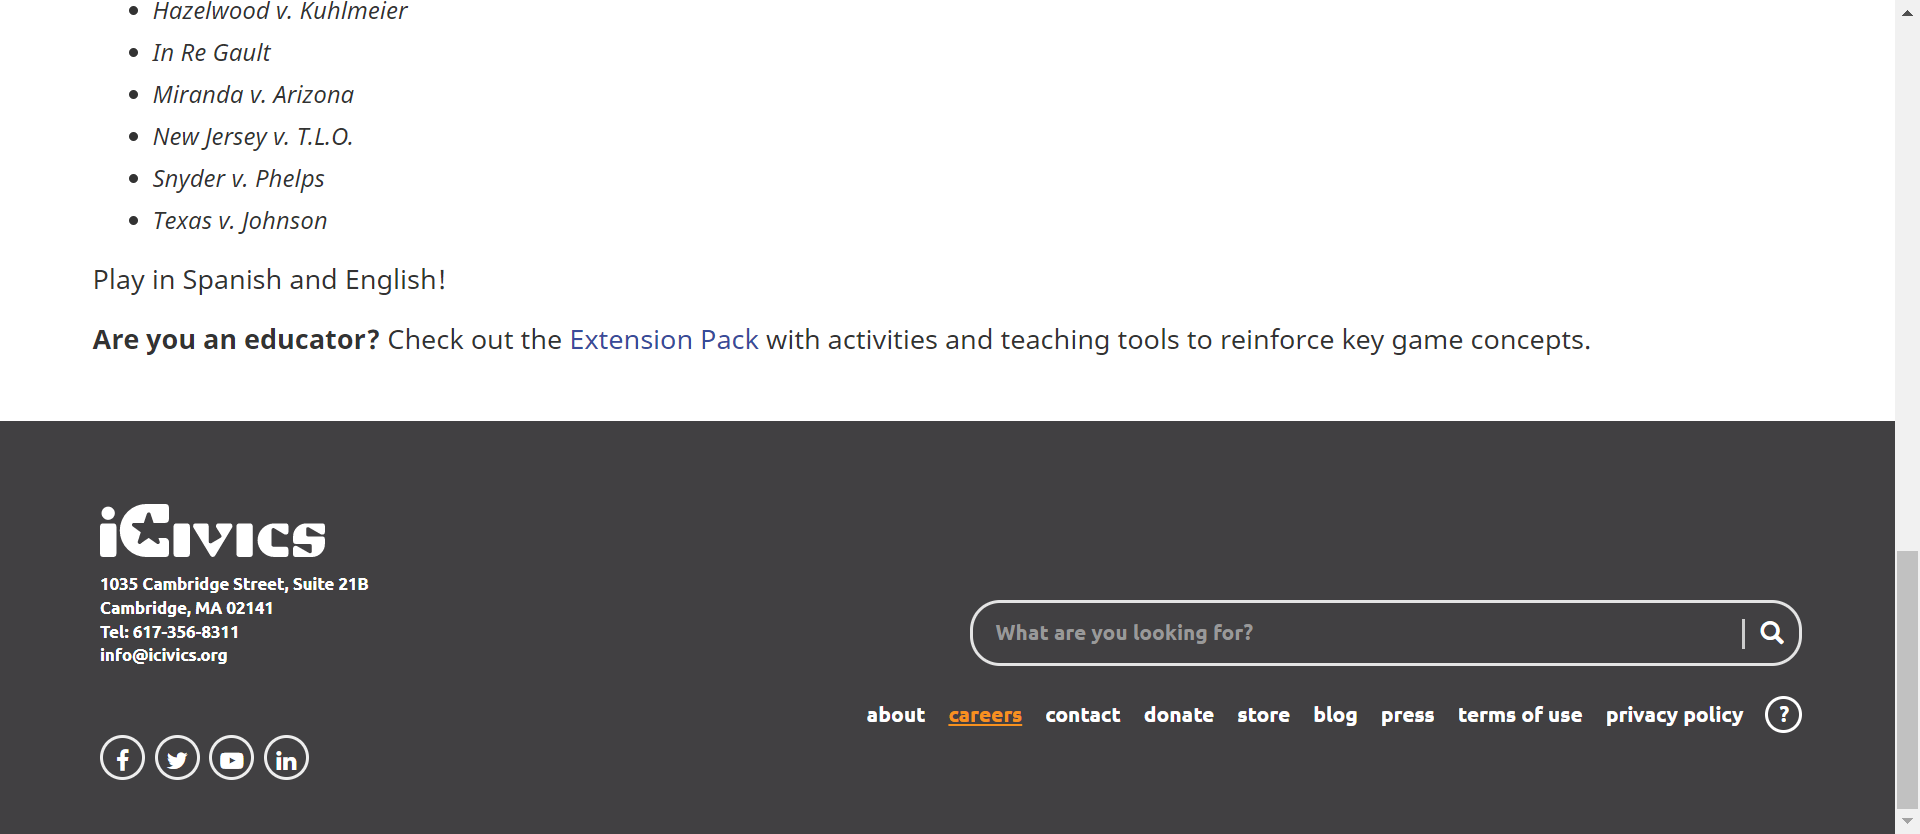 Hazelwood v. Kuhlmeier
In Re Gault
Miranda v. Arizona
New Jersey v. T.L.O.
Snyder v. Phelps
Texas v. Johnson
Play in Spanish and English!
Are you an educator? Check out the Extension Pack with activities and teaching tools to reinforce key game concepts.
iCivics
1035 Cambridge Street, Suite 21B
Cambridge, MA 02141
Tel: 617-356-8311
info@icivics.org
What are you looking for?
about careers contact donate store blog press terms of use privacy policy ?